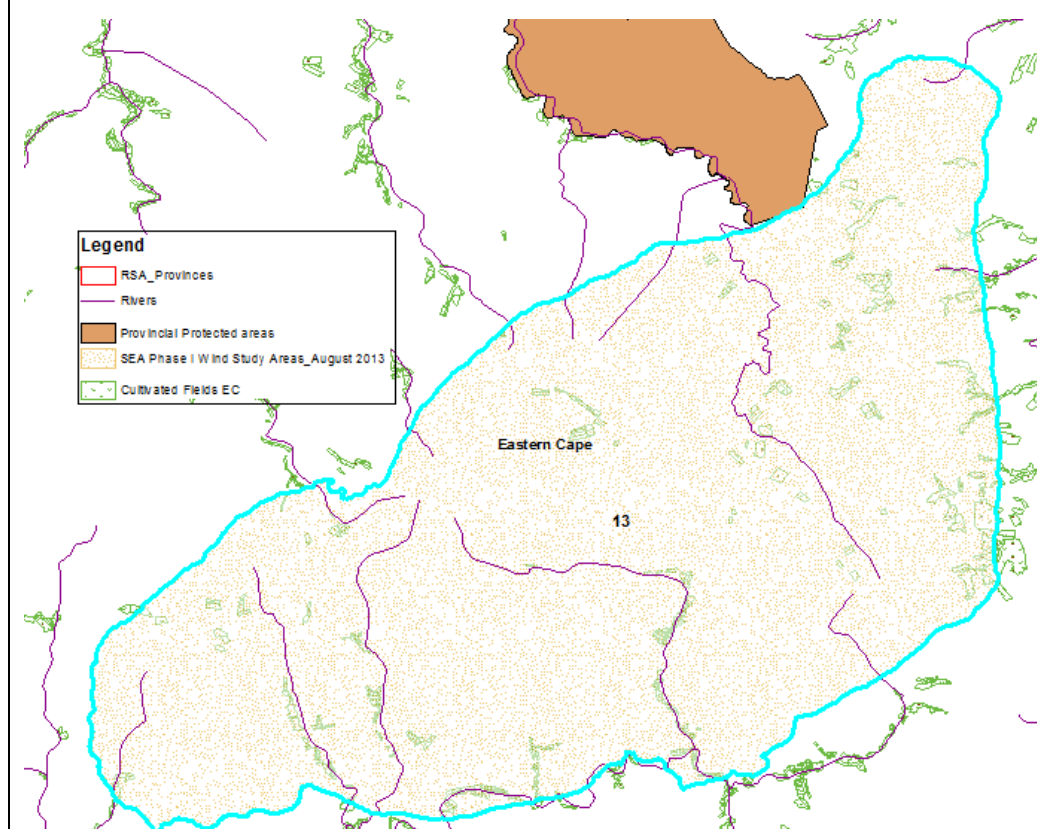 Legend
RSA_Provinces
Rivers
Provincial Protected areas
SEA Phase I Wind Study Areas_August 2013
Cultivated Fields EC
Eastern Cape
13